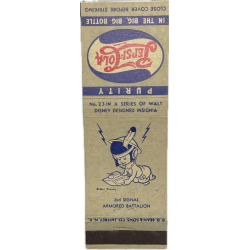 CLOSE COVER BEFORE STRIKING
IN THE BIG, BIG BOTTLE
PEPSI-COLA
PURITY
No. 23-IN A SERIES OF WALT
DISNEY DESIGNED INSIGNIA
3rd SIGNAL
ARMORED BATTALION